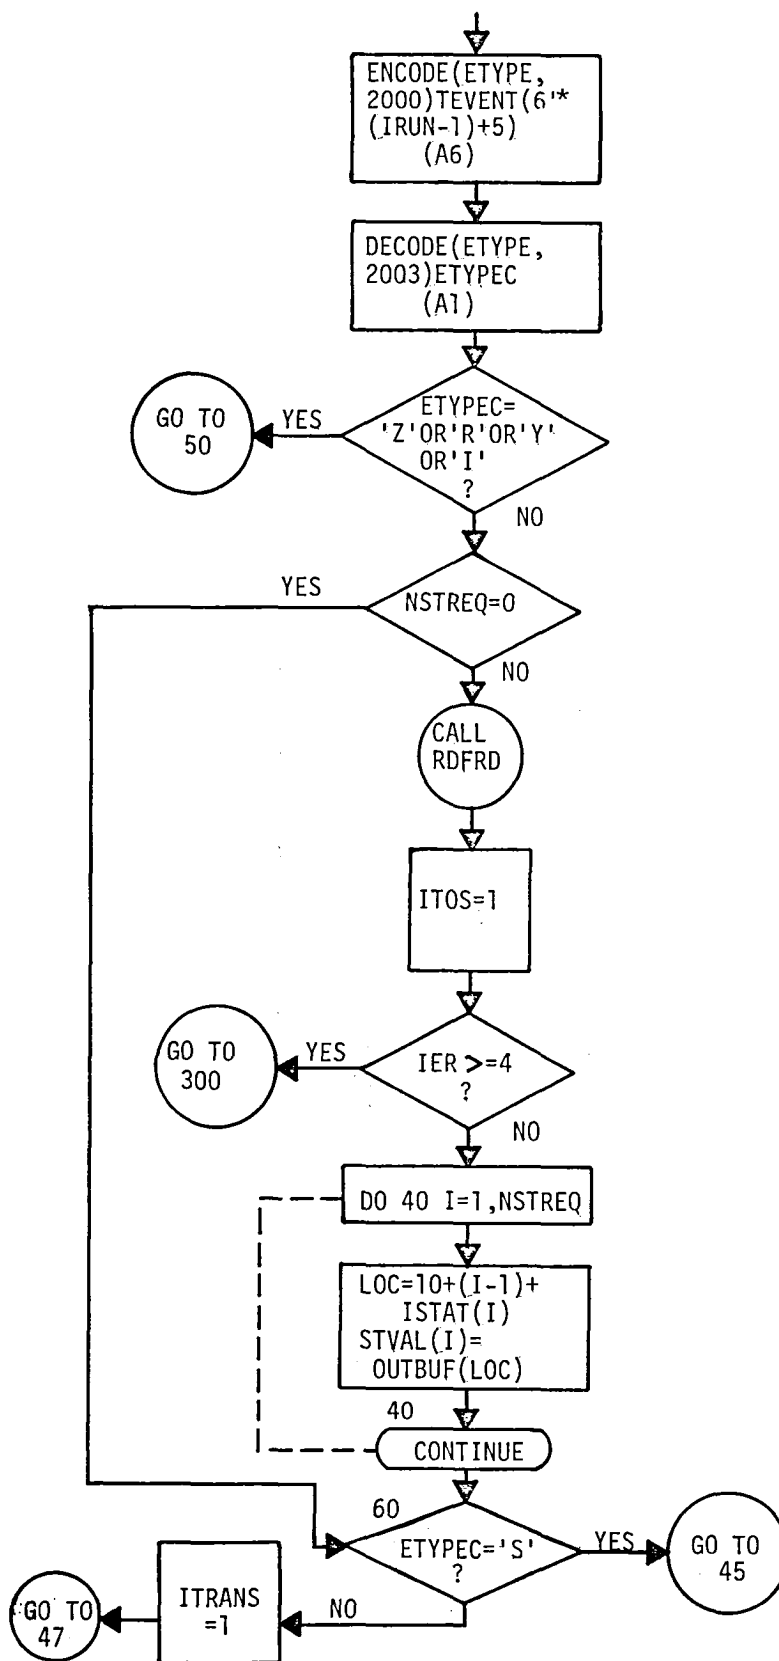 ENCODE(ETYPE,
2000)TEVENT(6'*
(IRUN-1)+5)
(A6)
DECODE(ETYPE,
2003)ETYPEC
(A1)
ETYPEC=
'Z'OR'R'OR'Y'
OR'I'
?
YES
GO TO
50
NO
NSTREQ=0
YES
NO
CALL
RDFRD
ITOS=1
IER >=4
?
YES
GO TO
300
NO
DO 40 I=1,NSTREQ
LOC=10+(I-1)+
ISTAT(I)
STVAL(I)=
OUTBUF(LOC)
40
CONTINUE
60
ETYPEC='S'
?
YES
GO TO
45
NO
ITRANS
=1
GO TO
47